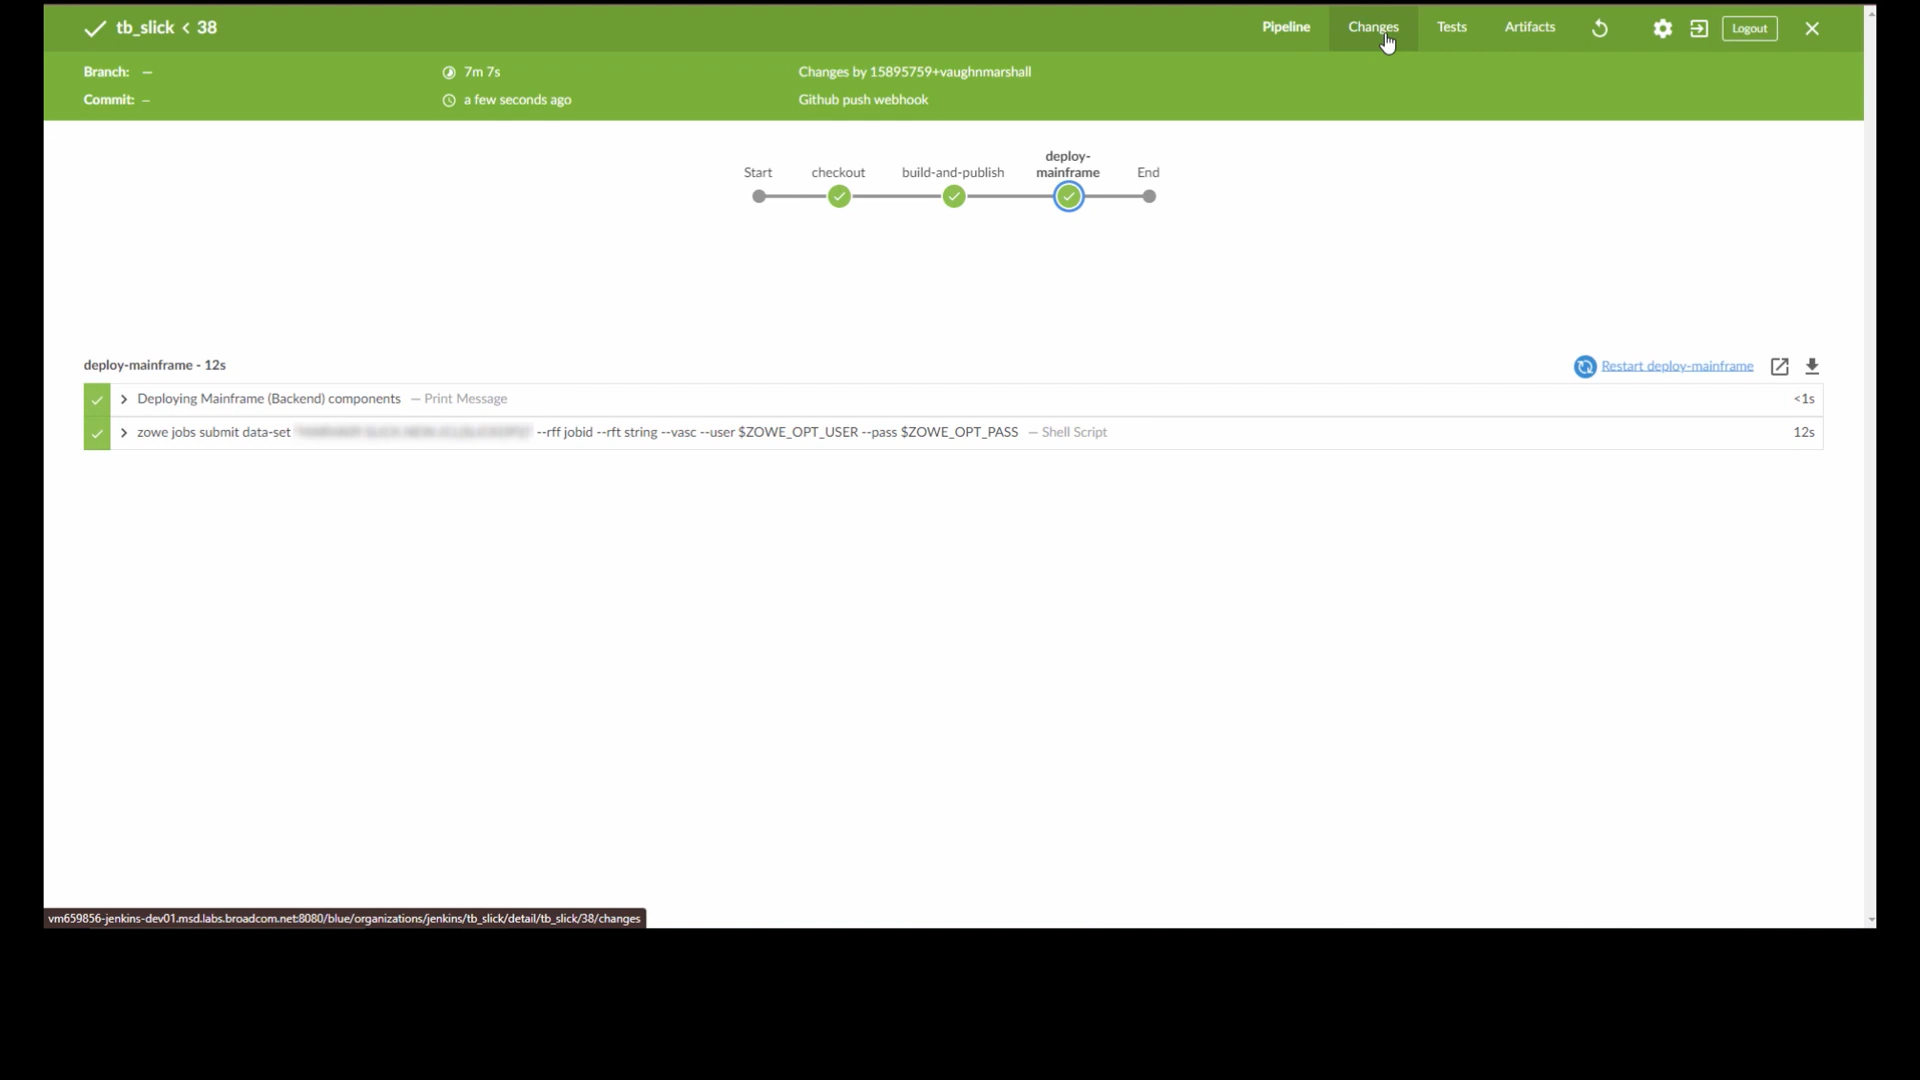 tb_slick < 38
Pipeline
Changes
Tests
Artifacts
Logout
Branch: —
7m 7s
Changes by 15895759+vaughnmarshall
Commit: —
a few seconds ago
Github push webhook
Start
checkout
build-and-publish
deploy-
mainframe
End
deploy-mainframe - 12s
Restart deploy-mainframe
Deploying Mainframe (Backend) components — Print Message
<1s
zowe jobs submit data-set --rff jobid --rft string --vasc --user $ZOWE_OPT_USER --pass $ZOWE_OPT_PASS — Shell Script
12s
vm659856-jenkins-dev01.msd.labs.broadcom.net:8080/blue/organizations/jenkins/tb_slick/detail/tb_slick/38/changes